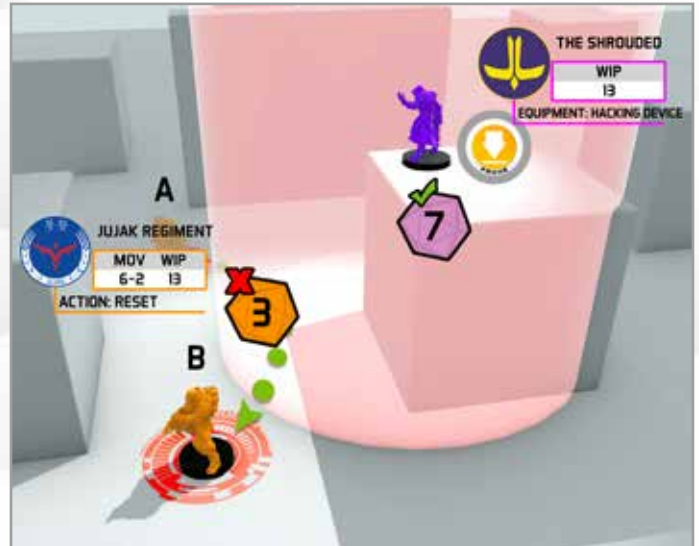 THE SHROUDED
WIP
13
EQUIPMENT: HACKING DEVICE
7
A
JUJAK REGIMENT
MOV WIP
6-2 13
ACTION: RESET
3
B